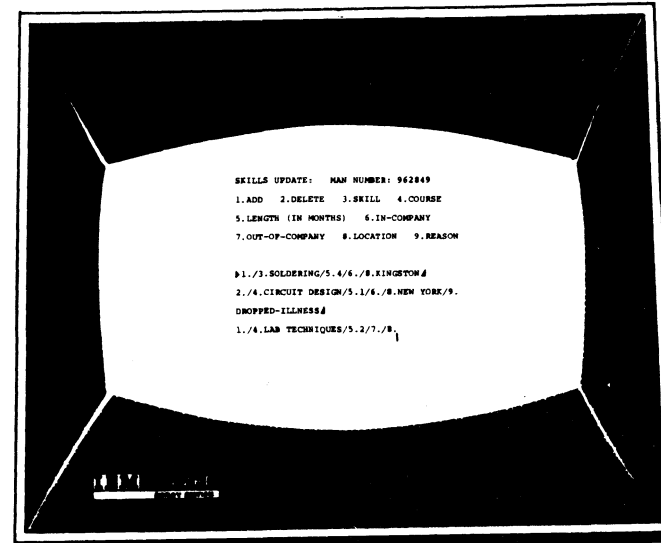 SKILLS UPDATE: MAN NUMBER: 962849
1.ADD 2.DELETE 3.SKILL 4.COURSE
5.LENGTH (IN MONTHS) 6.IN-COMPANY
7.OUT-OF-COMPANY 8.LOCATION 9.REASON
1./3.SOLDERING/5.4/6./8.KINGSTON
2./4.CIRCUIT DESIGN/5.1/6./8.NEW YORK/9.
DROPPED-ILLNESS
1./4.LAB TECHNIQUES/5.2/7./8.
IBM